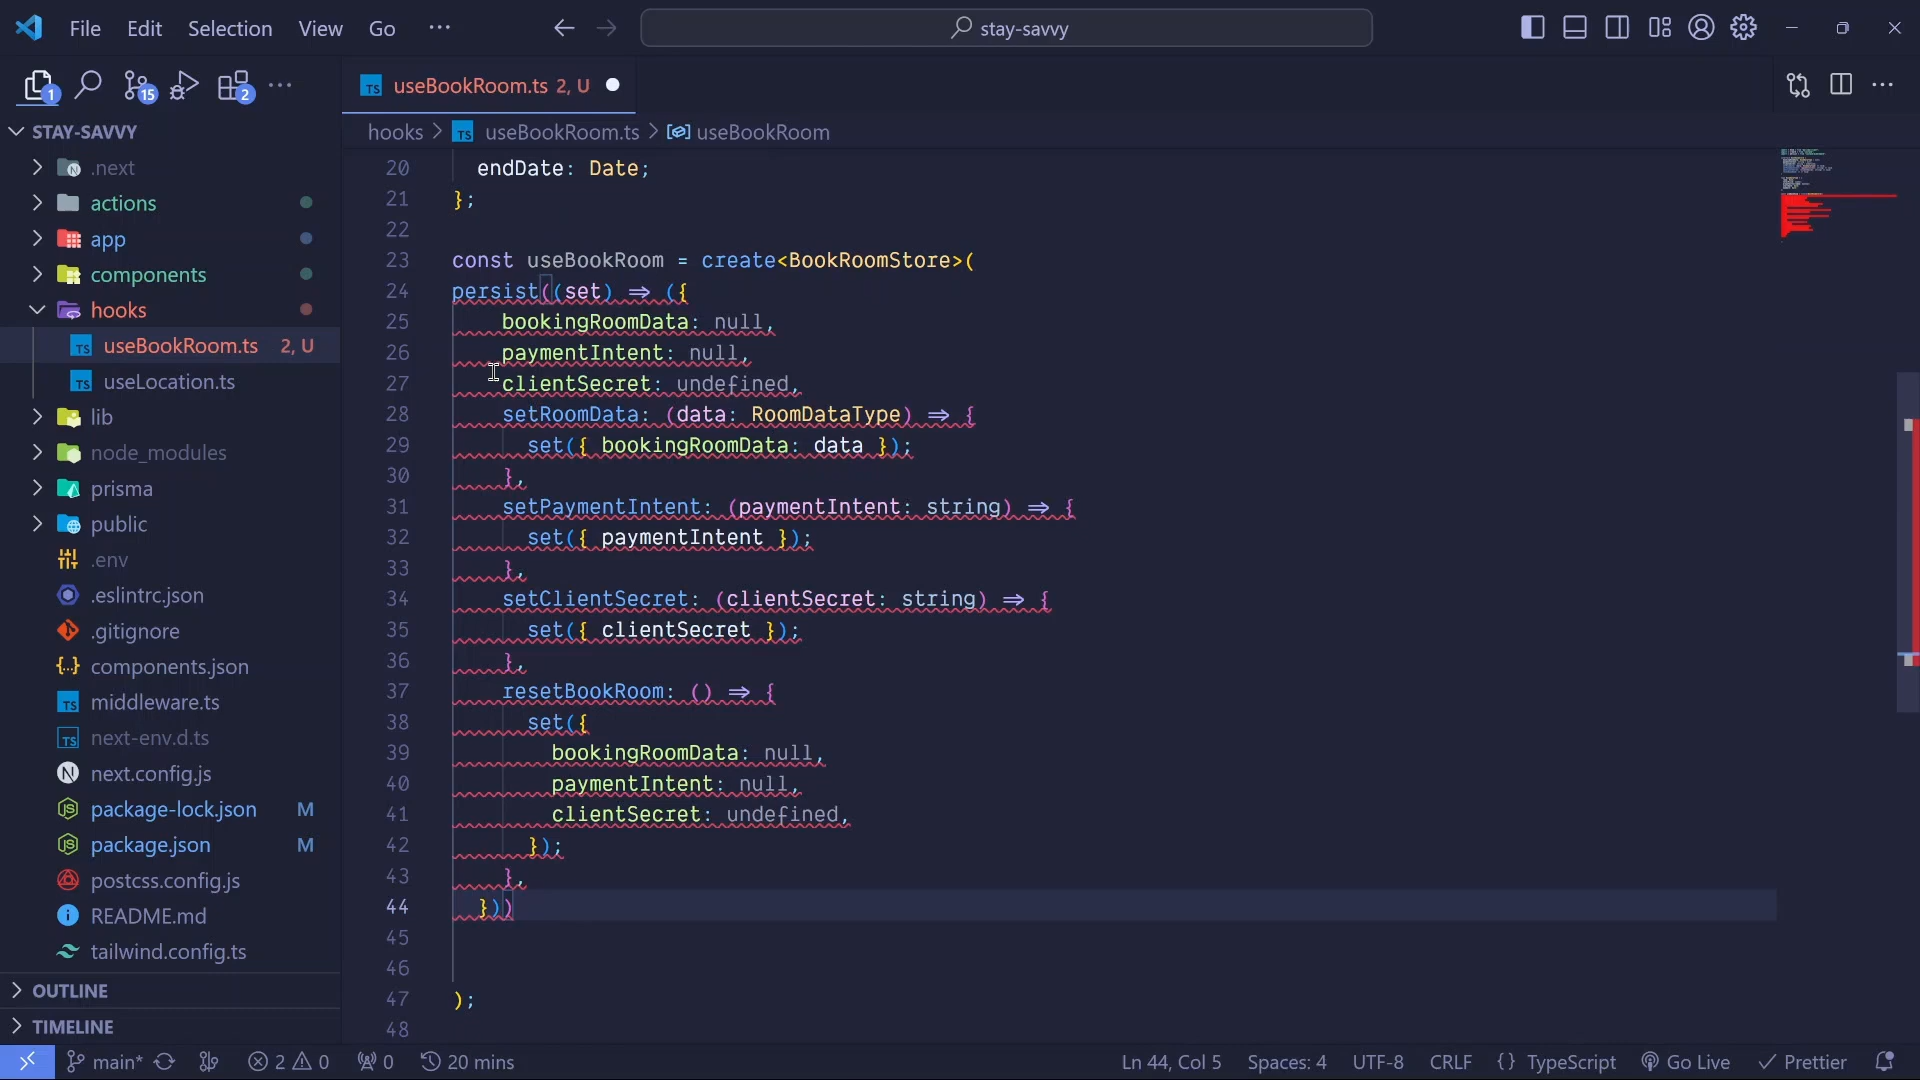 File Edit Selection View Go ··· stay-savvy
1 15 2 ···
useBookRoom.ts 2, U
STAY-SAVVY
hooks > useBookRoom.ts > useBookRoom
.next
actions
app
components
hooks
useBookRoom.ts 2, U
useLocation.ts
lib
node_modules
prisma
public
.env
.eslintrc.json
.gitignore
components.json
middleware.ts
next-env.d.ts
next.config.js
package-lock.json M
package.json M
postcss.config.js
README.md
tailwind.config.ts
OUTLINE
TIMELINE
20 endDate: Date;
21 };
22
23 const useBookRoom = create<BookRoomStore>(
24 persist((set) => ({
25 bookingRoomData: null,
26 paymentIntent: null,
27 clientSecret: undefined,
28 setRoomData: (data: RoomDataType) => {
29 set({ bookingRoomData: data });
30 },
31 setPaymentIntent: (paymentIntent: string) => {
32 set({ paymentIntent });
33 },
34 setClientSecret: (clientSecret: string) => {
35 set({ clientSecret });
36 },
37 resetBookRoom: () => {
38 set({
39 bookingRoomData: null,
40 paymentIntent: null,
41 clientSecret: undefined,
42 });
43 },
44 }))
45
46
47 );
48
main* 2 0 0 20 mins Ln 44, Col 5 Spaces: 4 UTF-8 CRLF {} TypeScript Go Live Prettier